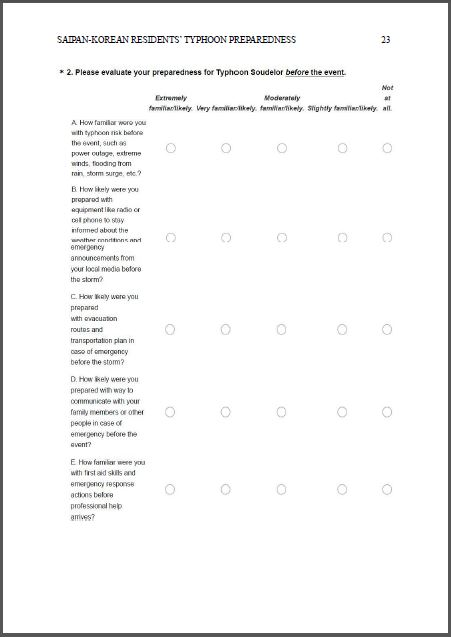 SAIPAN-KOREAN RESIDENTS' TYPHOON PREPAREDNESS 23
* 2. Please evaluate your preparedness for Typhoon Soudelor before the event.
Not
Extremely Moderately at
familiar/likely. Very familiar/likely. familiar/likely. Slightly familiar/likely. all.
A. How familiar were you
with typhoon risk before
the event, such as
power outage, extreme
winds, flooding from
rain, storm surge, etc.?
B. How likely were you
prepared with
equipment like radio or
cell phone to stay
informed about the
weather conditions and
emergency
announcements from
your local media before
the storm?
C. How likely were you
prepared
with evacuation
routes and
transportation plan in
case of emergency
before the storm?
D. How likely were you
prepared with way to
communicate with your
family members or other
people in case of
emergency before the
event?
E. How familiar were you
with first aid skills and
emergency response
actions before
professional help
arrives?